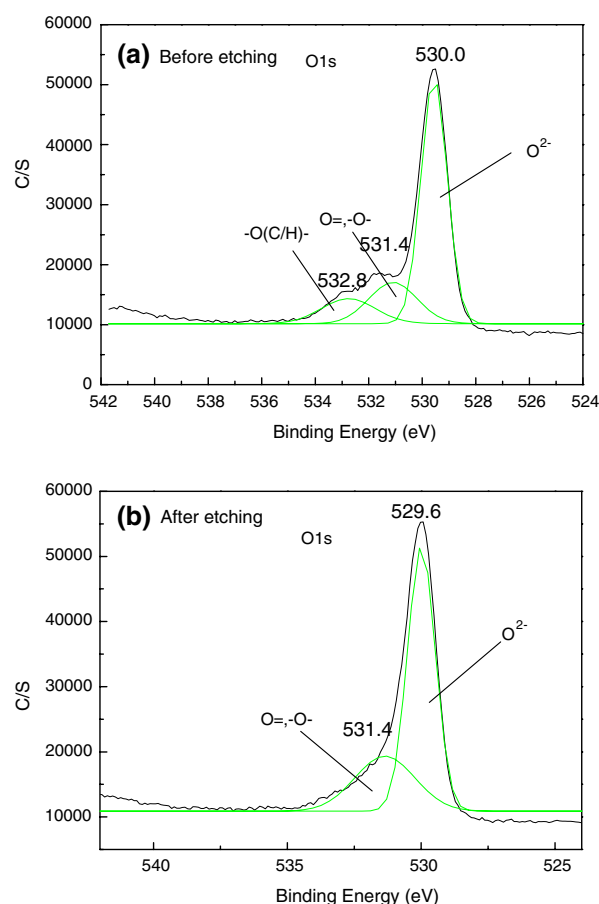 (a) Before etching O1s 530.0
60000
50000
40000
30000
20000
10000
0
C/S
O²⁻
O=,-O-
-O(C/H)-
531.4
532.8
542 540 538 536 534 532 530 528 526 524
Binding Energy (eV)
(b) After etching 529.6
O1s
60000
50000
40000
30000
20000
10000
C/S
O²⁻
O=,-O- 531.4
540 535 530 525
Binding Energy (eV)